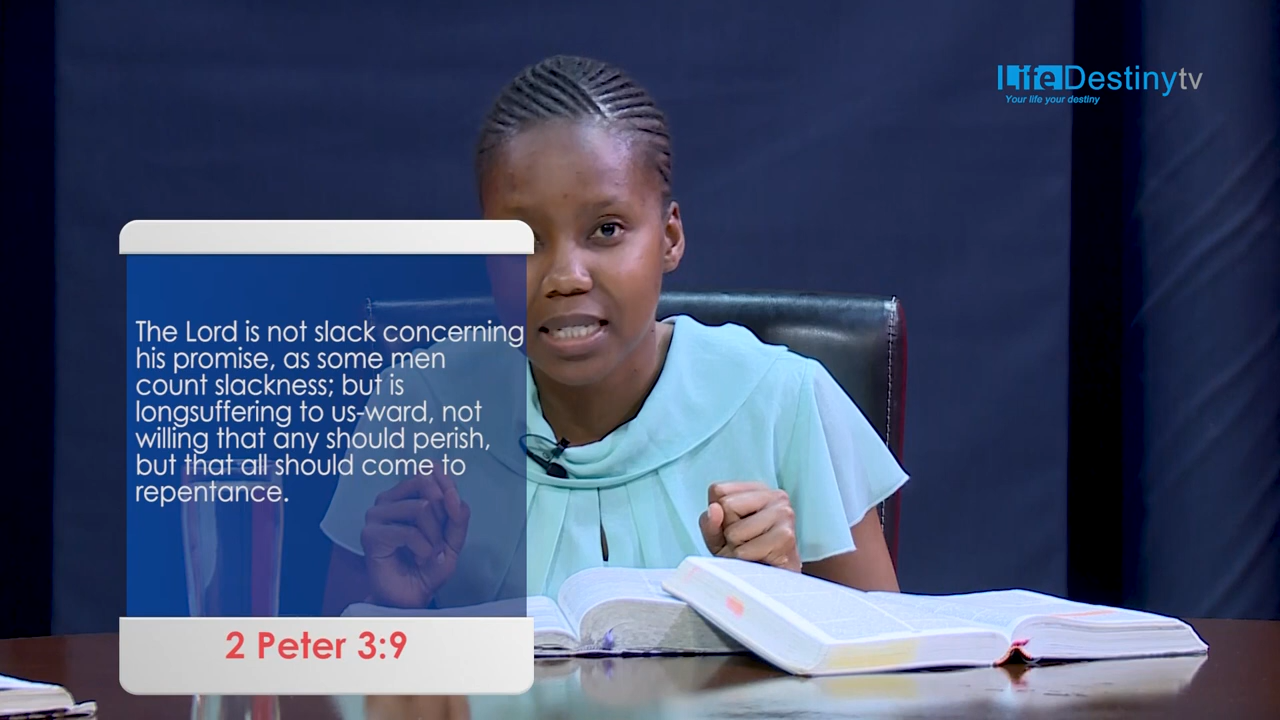 LifeDestinytv
Your life your destiny
The Lord is not slack concerning
his promise, as some men
count slackness; but is
longsuffering to us-ward, not
willing that any should perish,
but that all should come to
repentance.
2 Peter 3:9